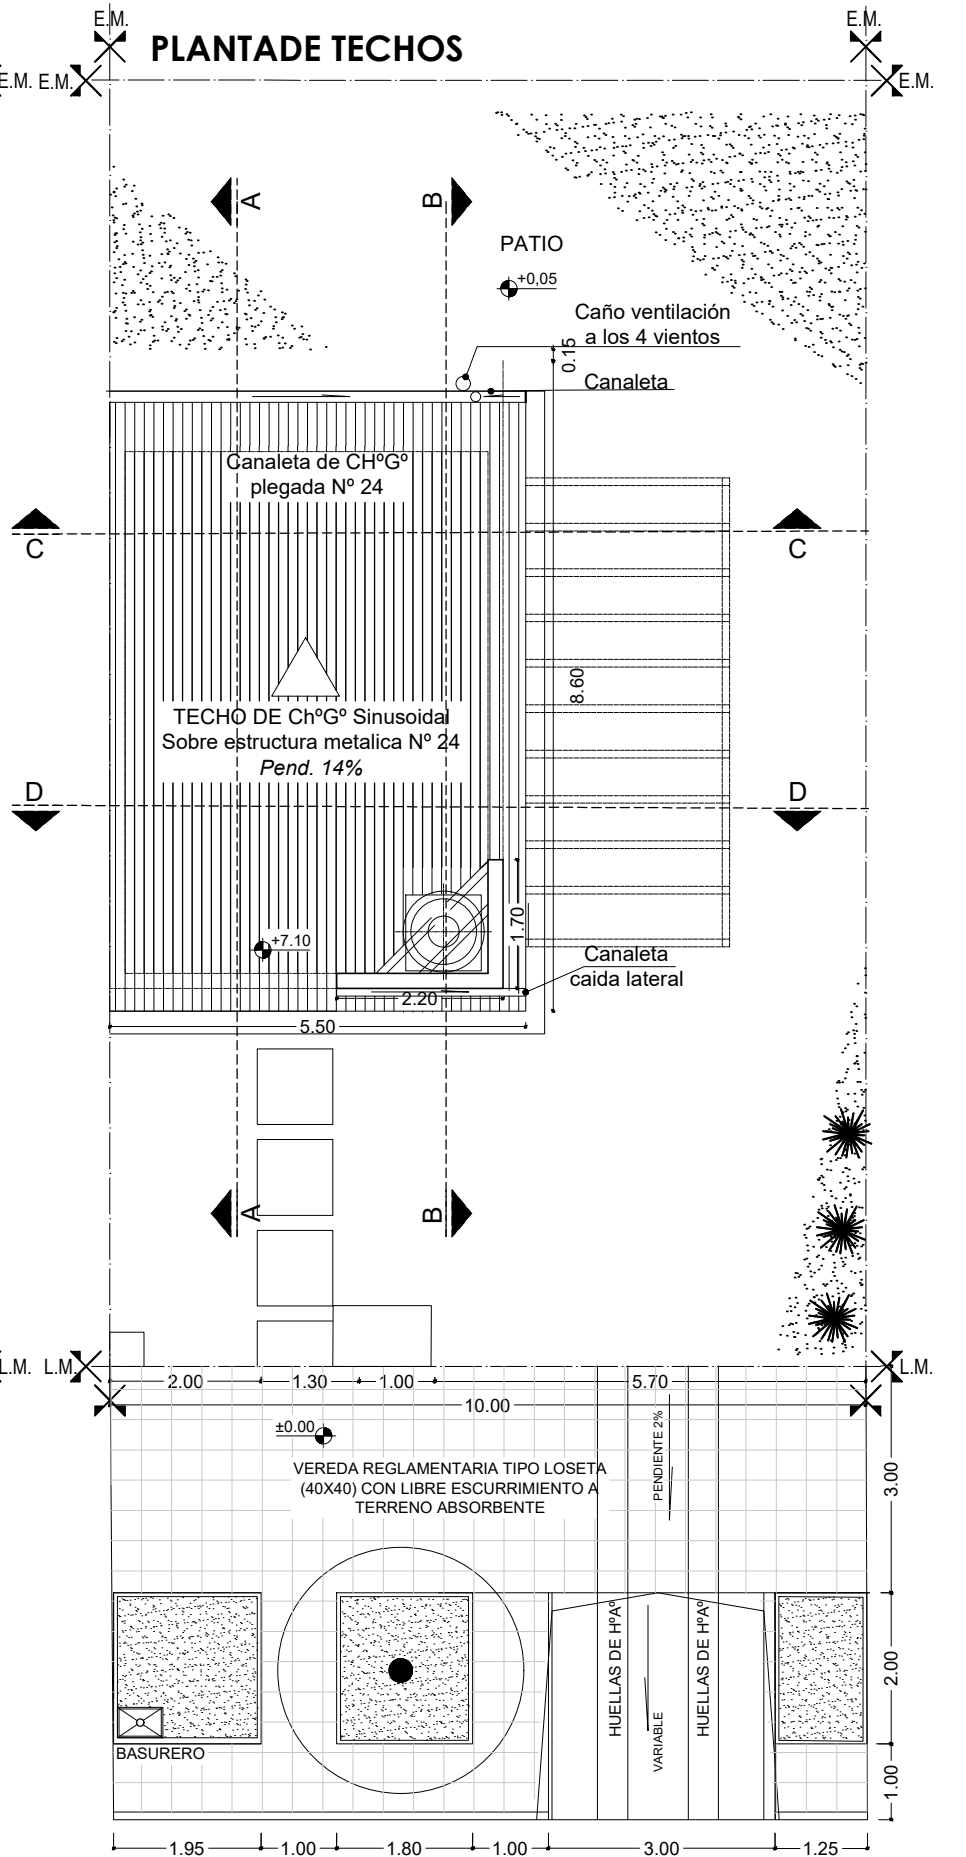 E.M.
E.M.
PLANTADE TECHOS
E.M.
E.M.
E.M.
A
B
PATIO
+0,05
Caño ventilación
a los 4 vientos
0.15
Canaleta
Canaleta de CHºGº
plegada Nº 24
C
C
8.60
TECHO DE ChºGº Sinusoidal
Sobre estructura metalica Nº 24
Pend. 14%
D
D
1.70
+7.10
Canaleta
caida lateral
2.20
5.50
A
B
L.M.
L.M.
L.M.
2.00
1.30
1.00
5.70
10.00
±0.00
PENDIENTE 2%
3.00
VEREDA REGLAMENTARIA TIPO LOSETA
(40X40) CON LIBRE ESCURRIMIENTO A
TERRENO ABSORBENTE
HUELLAS DE HºAº
HUELLAS DE HºAº
2.00
VARIABLE
BASURERO
1.00
1.95
1.00
1.80
1.00
3.00
1.25